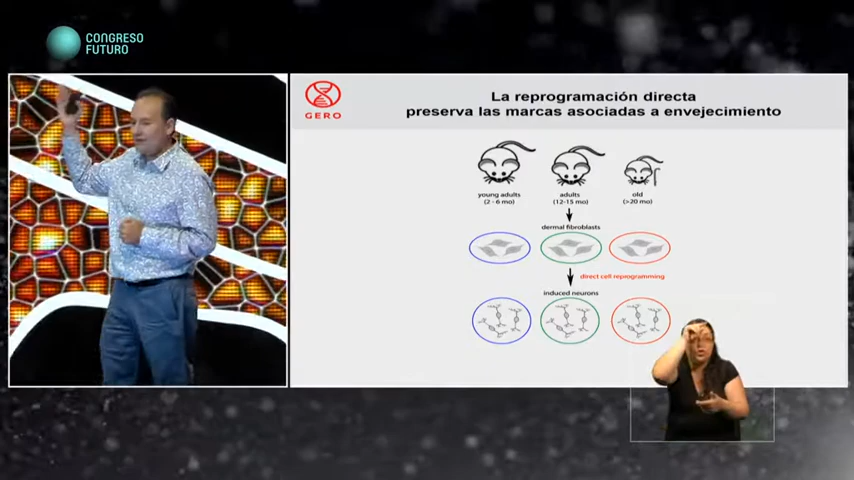 CONGRESO
FUTURO
GERO
La reprogramación directa
preserva las marcas asociadas a envejecimiento
young adults
(2 - 6 mo)
adults
(12-15 mo)
old
(>20 mo)
dermal fibroblasts
direct cell reprogramming
induced neurons